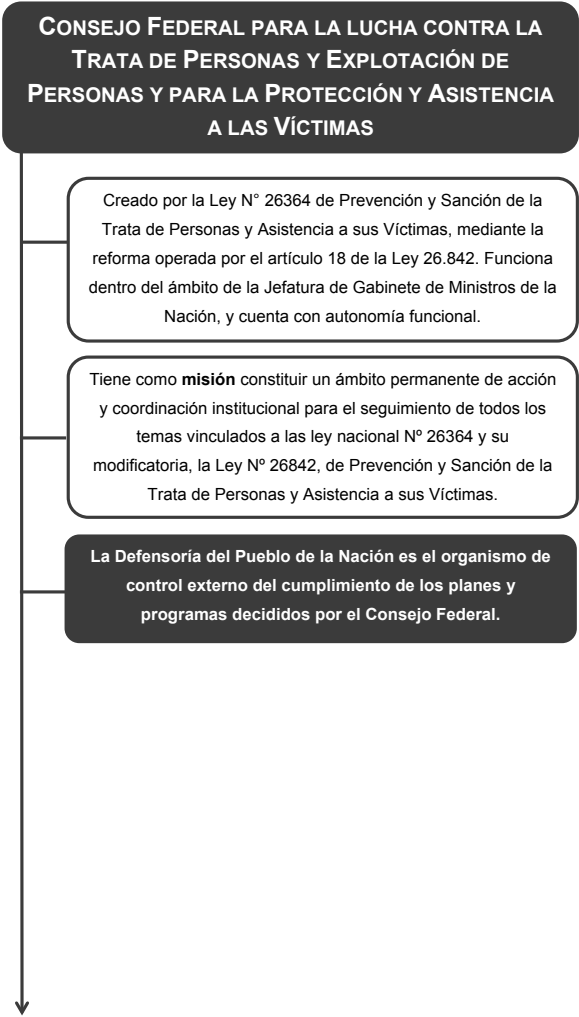 CONSEJO FEDERAL PARA LA LUCHA CONTRA LA
TRATA DE PERSONAS Y EXPLOTACIÓN DE
PERSONAS Y PARA LA PROTECCIÓN Y ASISTENCIA
A LAS VÍCTIMAS
Creado por la Ley N° 26364 de Prevención y Sanción de la
Trata de Personas y Asistencia a sus Víctimas, mediante la
reforma operada por el artículo 18 de la Ley 26.842. Funciona
dentro del ámbito de la Jefatura de Gabinete de Ministros de la
Nación, y cuenta con autonomía funcional.
Tiene como misión constituir un ámbito permanente de acción
y coordinación institucional para el seguimiento de todos los
temas vinculados a las ley nacional Nº 26364 y su
modificatoria, la Ley Nº 26842, de Prevención y Sanción de la
Trata de Personas y Asistencia a sus Víctimas.
La Defensoría del Pueblo de la Nación es el organismo de
control externo del cumplimiento de los planes y
programas decididos por el Consejo Federal.